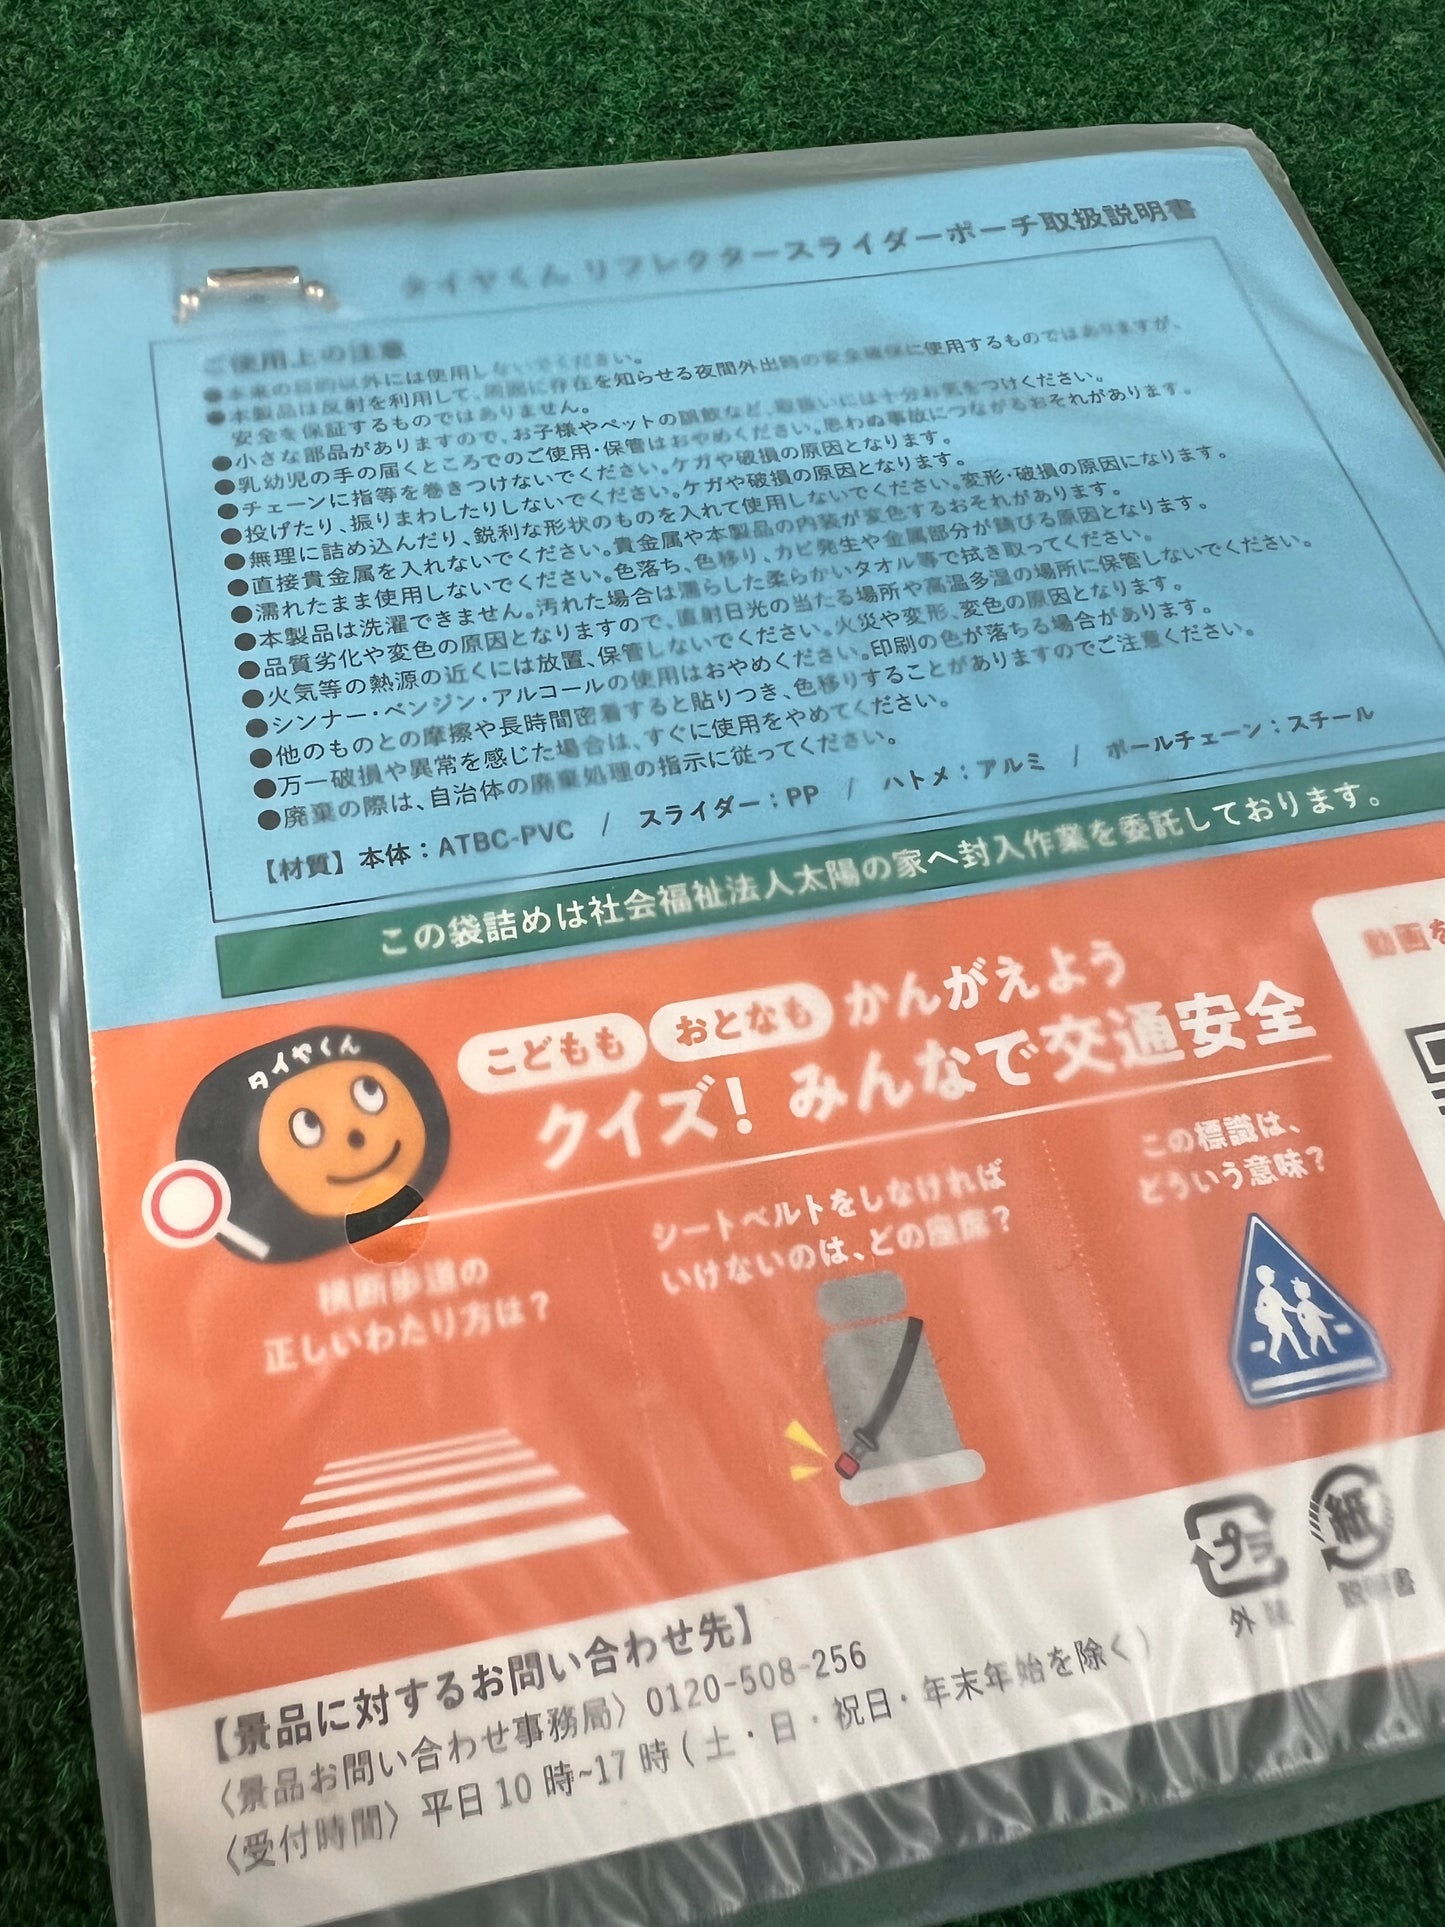 タイヤくん リフレクタースライダーポーチ取扱説明書
ご使用上の注意
●本来の目的以外には使用しないでください。
●本製品は反射を利用して、周囲に存在を知らせる夜間外出時の安全確保に使用するものではありますが、
安全を保証するものではありません。
●小さな部品がありますので、お子様やペットの誤飲など、取扱いには十分お気をつけください。
●乳幼児の手の届くところでのご使用・保管はおやめください。思わぬ事故につながるおそれがあります。
●チェーンに指等を巻きつけないでください。ケガや破損の原因となります。
●投げたり、振りまわしたりしないでください。ケガや破損の原因となります。
●無理に詰め込んだり、鋭利な形状のものを入れて使用しないでください。変形・破損の原因になります。
●直接貴金属を入れないでください。貴金属や本製品の内装が変色するおそれがあります。
●濡れたまま使用しないでください。色落ち、色移り、カビ発生や金属部分が錆びる原因となります。
●本製品は洗濯できません。汚れた場合は濡らした柔らかいタオル等で拭き取ってください。
●品質劣化や変色の原因となりますので、直射日光の当たる場所や高温多湿の場所に保管しないでください。
●火気等の熱源の近くには放置、保管しないでください。火災や変形、変色の原因となります。
●シンナー・ベンジン・アルコールの使用はおやめください。印刷の色が落ちる場合があります。
●他のものとの摩擦や長時間密着すると貼りつき、色移りすることがありますのでご注意ください。
●万一破損や異常を感じた場合は、すぐに使用をやめてください。
●廃棄の際は、自治体の廃棄処理の指示に従ってください。
【材質】本体：ATBC-PVC / スライダー：PP / ハトメ：アルミ / ボールチェーン：スチール
この袋詰めは社会福祉法人太陽の家へ封入作業を委託しております。
動画を
タイヤくん
こどもも おとなも かんがえよう
クイズ！ みんなで交通安全
横断歩道の
正しいわたり方は？
シートベルトをしなければ
いけないのは、どの座席？
この標識は、
どういう意味？
プラ
外装
紙
説明書
【景品に対するお問い合わせ先】
〈景品お問い合わせ事務局〉0120-508-256
〈受付時間〉平日10時~17時（土・日・祝日・年末年始を除く）